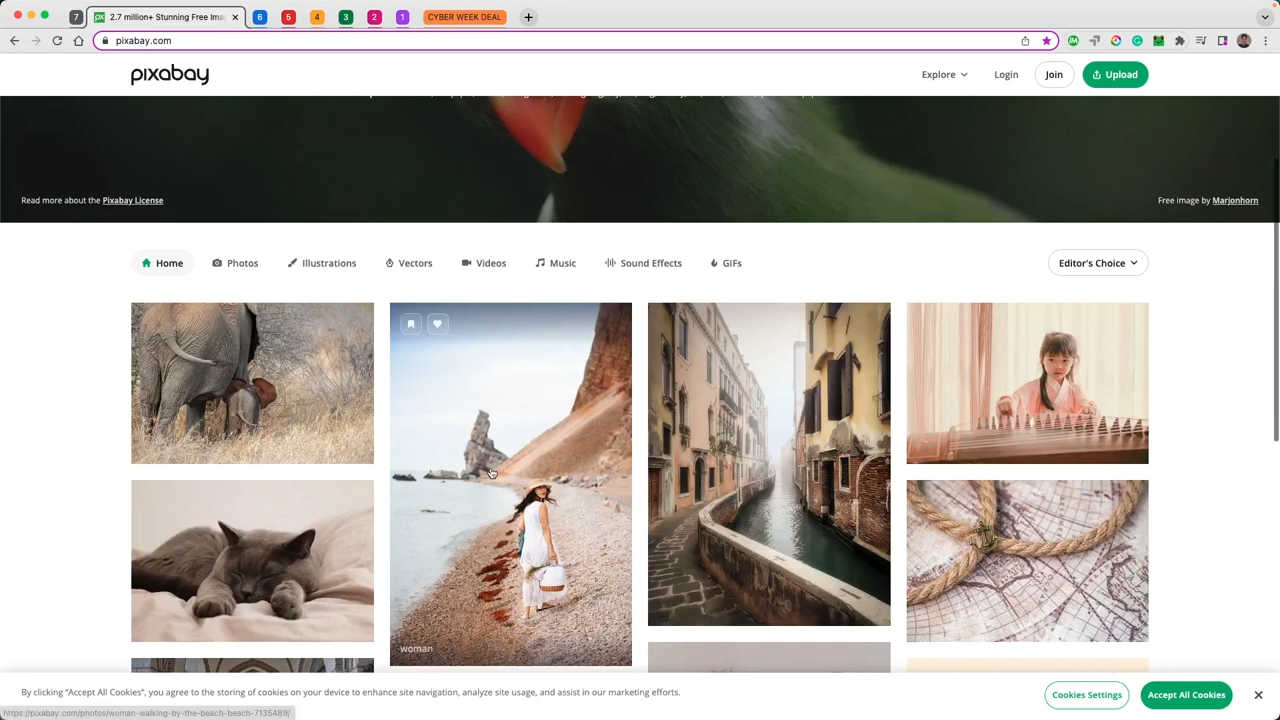 7
2.7 million+ Stunning Free Ima
6
5
4
3
2
1
CYBER WEEK DEAL
pixabay.com
pixabay
Explore
Login
Join
Upload
Read more about the Pixabay License
Free image by Marjonhorn
Home
Photos
Illustrations
Vectors
Videos
Music
Sound Effects
GIFs
Editor's Choice
woman
By clicking "Accept All Cookies", you agree to the storing of cookies on your device to enhance site navigation, analyze site usage, and assist in our marketing efforts.
Cookies Settings
Accept All Cookies
https://pixabay.com/photos/woman-walking-by-the-beach-beach-7135489/